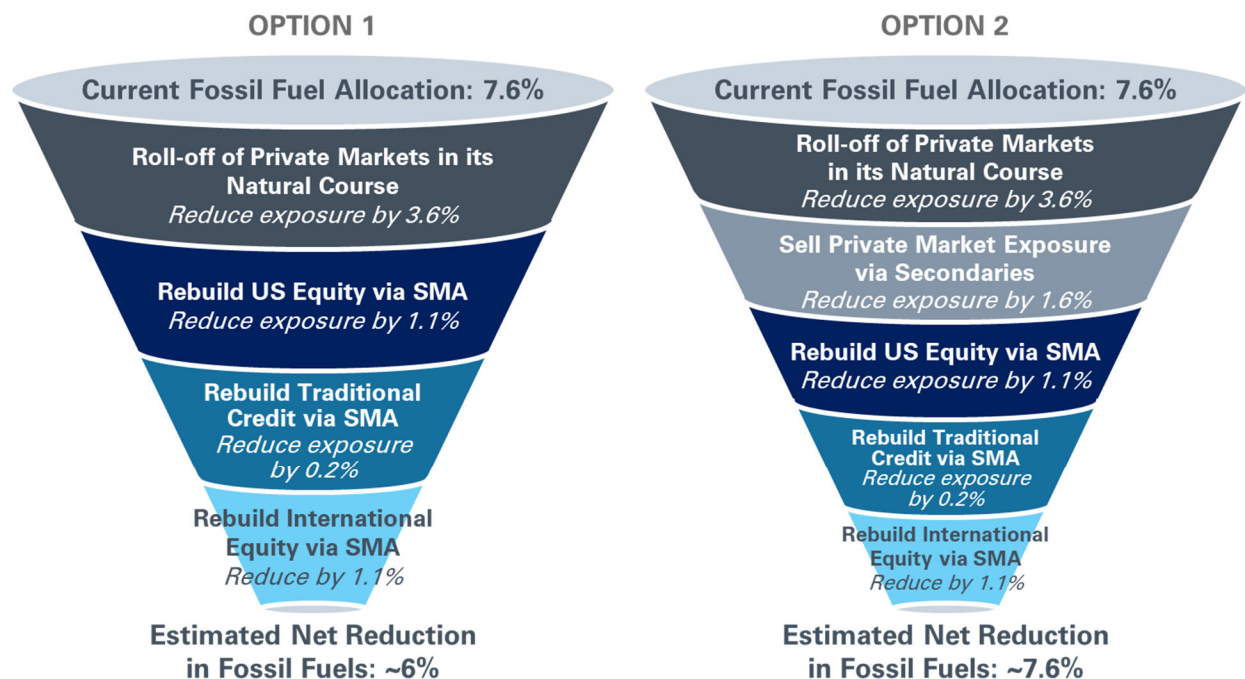 OPTION 1
Current Fossil Fuel Allocation: 7.6%
Roll-off of Private Markets in its
Natural Course
Reduce exposure by 3.6%
Rebuild US Equity via SMA
Reduce exposure by 1.1%
Rebuild Traditional
Credit via SMA
Reduce exposure
by 0.2%
Rebuild International
Equity via SMA
Reduce by 1.1%
Estimated Net Reduction
in Fossil Fuels: ~6%
OPTION 2
Current Fossil Fuel Allocation: 7.6%
Roll-off of Private Markets
in its Natural Course
Reduce exposure by 3.6%
Sell Private Market Exposure
via Secondaries
Reduce exposure by 1.6%
Rebuild US Equity via SMA
Reduce exposure by 1.1%
Rebuild Traditional
Credit via SMA
Reduce exposure
by 0.2%
Rebuild International
Equity via SMA
Reduce by 1.1%
Estimated Net Reduction
in Fossil Fuels: ~7.6%